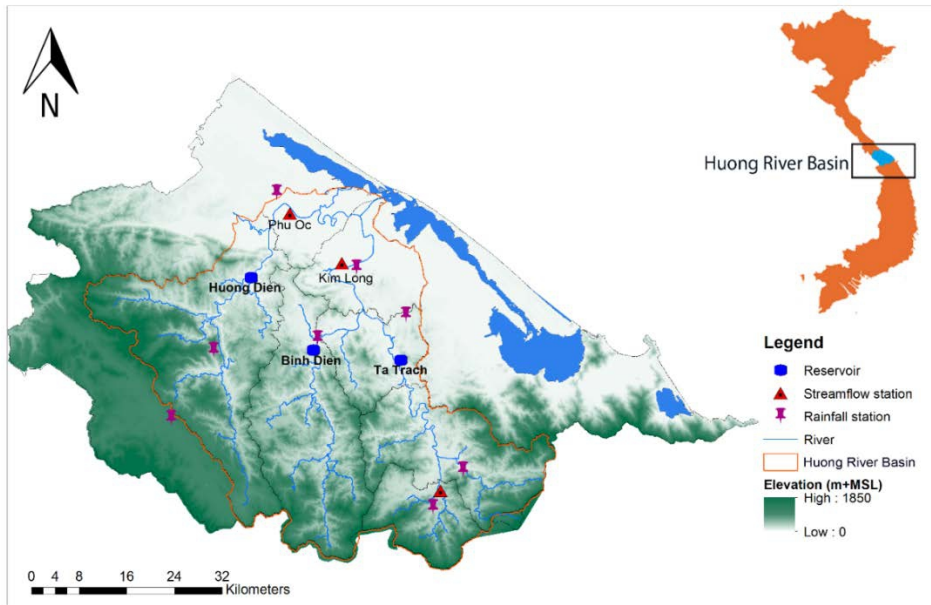 N
Phu Oc
Kim Long
Huong Dien
Binh Dien
Ta Trach
Huong River Basin
Legend
Reservoir
Streamflow station
Rainfall station
River
Huong River Basin
Elevation (m+MSL)
High : 1850
Low : 0
0 2 4 8 16 24 32
Kilometers